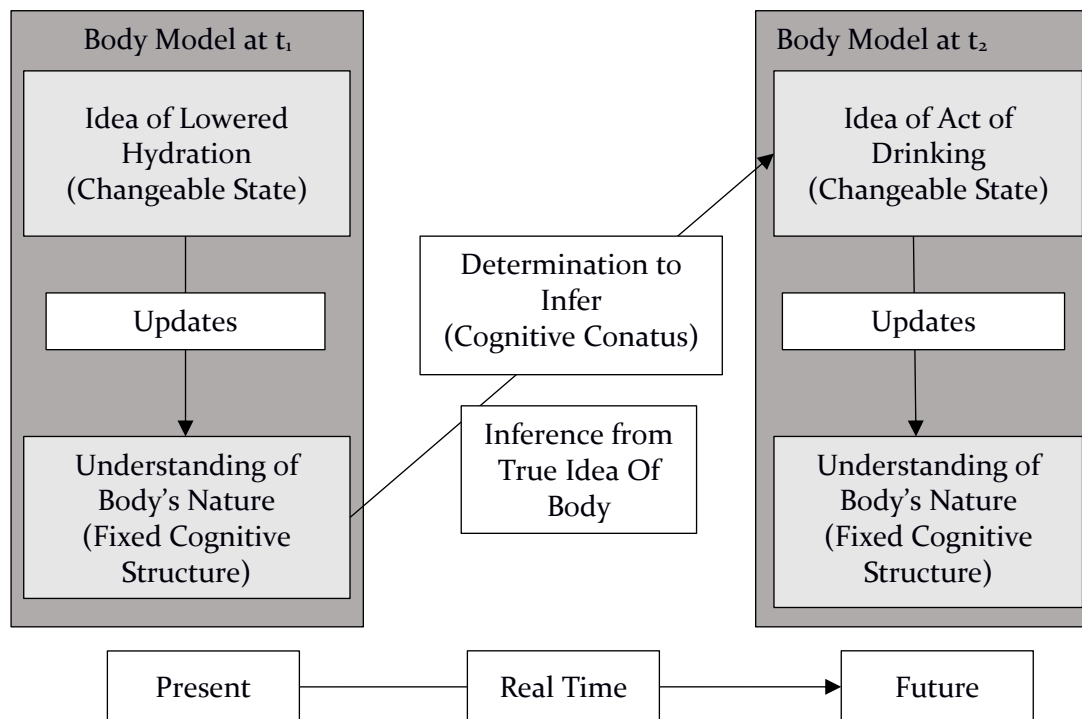 Body Model at t₁
Idea of Lowered
Hydration
(Changeable State)
Updates
Understanding of
Body’s Nature
(Fixed Cognitive
Structure)
Determination to
Infer
(Cognitive Conatus)
Inference from
True Idea Of
Body
Body Model at t₂
Idea of Act of
Drinking
(Changeable State)
Updates
Understanding of
Body’s Nature
(Fixed Cognitive
Structure)
Present
Real Time
Future